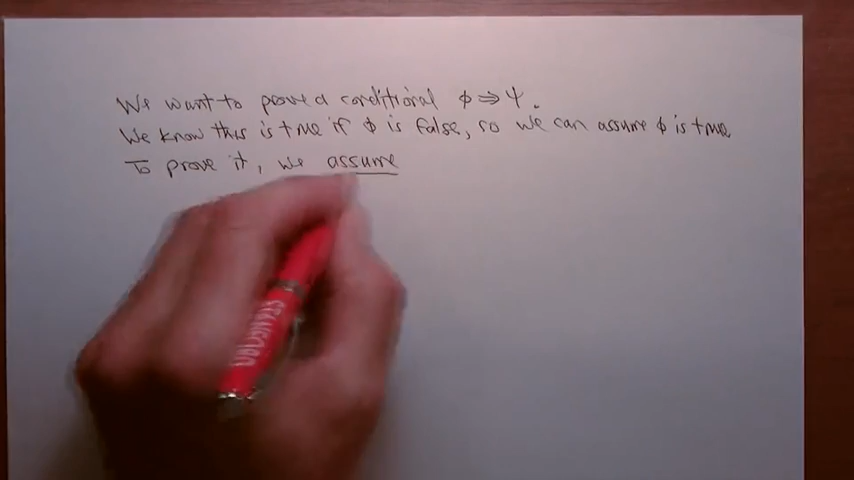 We want to prove a conditional φ ⇒ ψ.
We know this is true if φ is false, so we can assume φ is true
To prove it, we assume
STANFORD